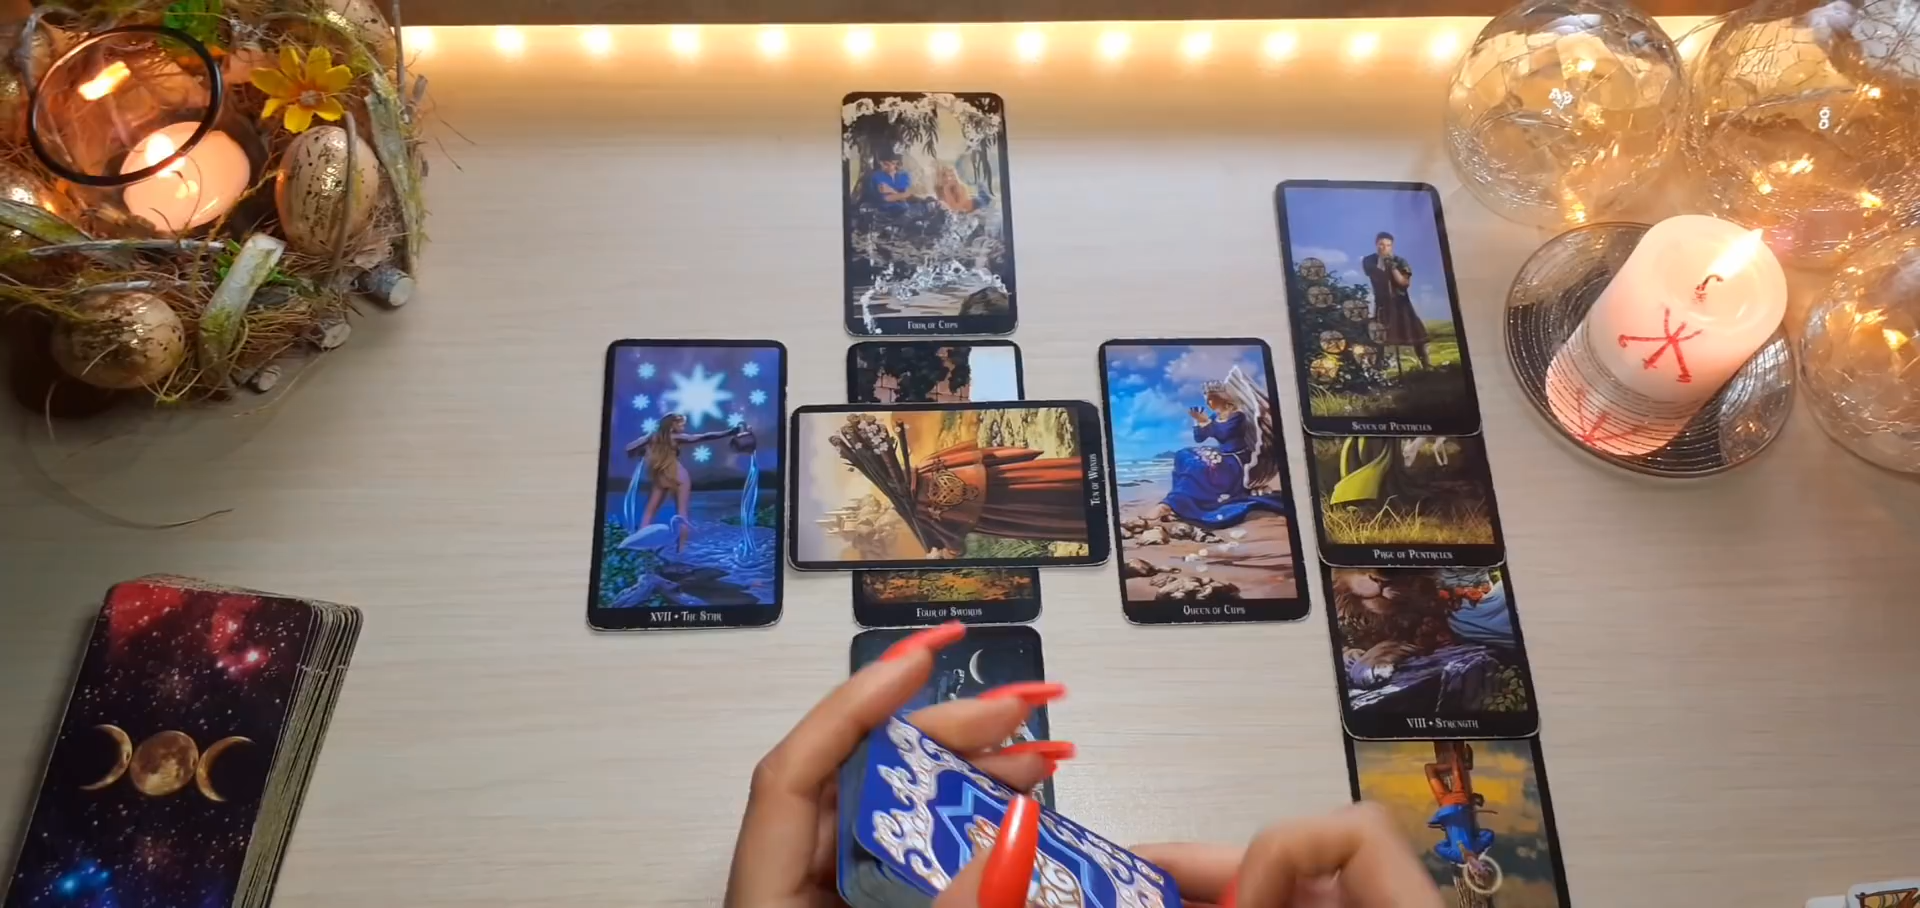 Four of Cups
Seven of Pentacles
Ten of Wands
Page of Pentacles
XVII • The Star
Four of Swords
Queen of Cups
VIII • Strength